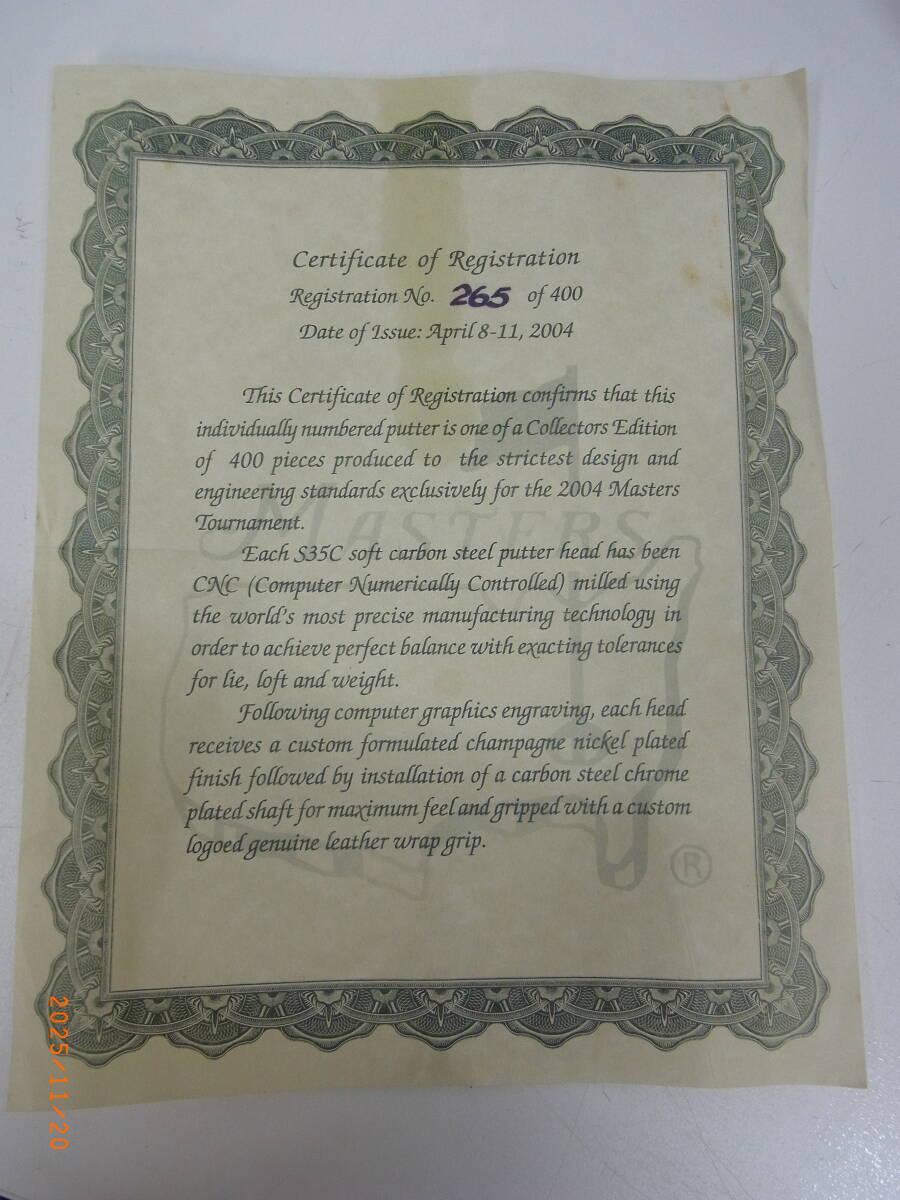 Certificate of Registration
Registration No. 265 of 400
Date of Issue: April 8-11, 2004
This Certificate of Registration confirms that this
individually numbered putter is one of a Collectors Edition
of 400 pieces produced to the strictest design and
engineering standards exclusively for the 2004 Masters
Tournament.
MASTERS
Each S35C soft carbon steel putter head has been
CNC (Computer Numerically Controlled) milled using
the world's most precise manufacturing technology in
order to achieve perfect balance with exacting tolerances
for lie, loft and weight.
Following computer graphics engraving, each head
receives a custom formulated champagne nickel plated
finish followed by installation of a carbon steel chrome
plated shaft for maximum feel and gripped with a custom
logoed genuine leather wrap grip.
®
2025/11/20